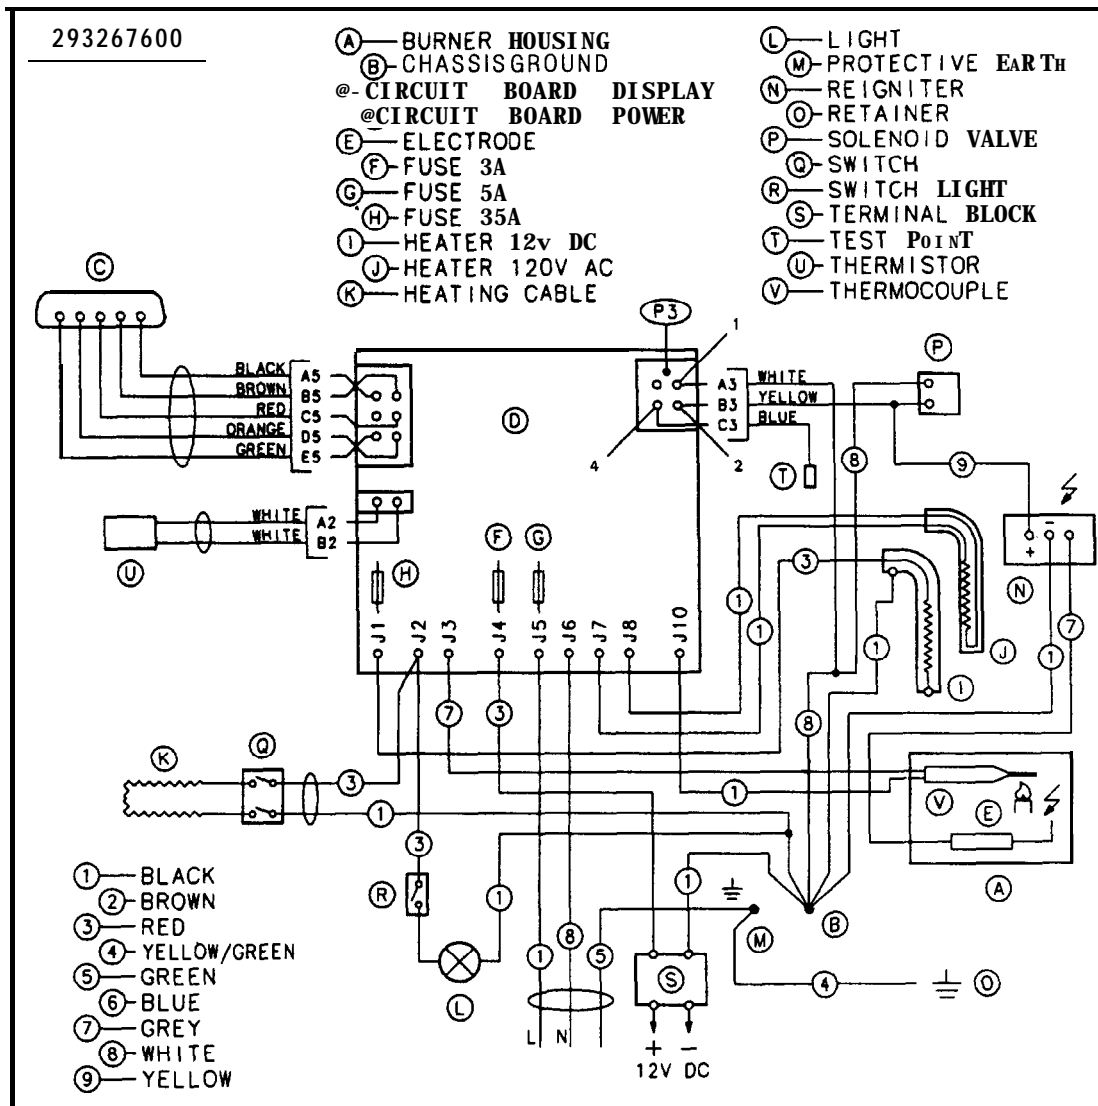 293267600
Ⓐ BURNER HOUSING
Ⓑ CHASSISGROUND
@- CIRCUIT BOARD DISPLAY
@CIRCUIT BOARD POWER
Ⓔ ELECTRODE
Ⓕ FUSE 3A
Ⓖ FUSE 5A
Ⓗ FUSE 35A
Ⓘ HEATER 12v DC
Ⓙ HEATER 120V AC
Ⓚ HEATING CABLE
Ⓛ LIGHT
Ⓜ PROTECTIVE EARTH
Ⓝ REIGNITER
Ⓞ RETAINER
Ⓟ SOLENOID VALVE
Ⓠ SWITCH
Ⓡ SWITCH LIGHT
Ⓢ TERMINAL BLOCK
Ⓣ TEST POINT
Ⓤ THERMISTOR
Ⓥ THERMOCOUPLE
Ⓒ
P3
1
Ⓟ
BLACK A5
BROWN B5
RED C5
ORANGE D5
GREEN E5
Ⓓ
A3 WHITE
B3 YELLOW
C3 BLUE
4
2
Ⓣ
⑧
⑨
WHITE A2
WHITE B2
Ⓤ
Ⓗ
Ⓕ
Ⓖ
③
+
−
Ⓝ
J1
J2
J3
J4
J5
J6
J7
J8
J10
①
①
①
①
⑦
Ⓙ
Ⓘ
⑦
③
⑧
Ⓚ
Ⓠ
③
①
①
Ⓥ
Ⓔ
Ⓐ
③
Ⓡ
①
Ⓛ
①
⑧
⑤
①
Ⓜ
Ⓑ
Ⓢ
④
Ⓞ
L N
+ −
12V DC
① BLACK
② BROWN
③ RED
④ YELLOW/GREEN
⑤ GREEN
⑥ BLUE
⑦ GREY
⑧ WHITE
⑨ YELLOW